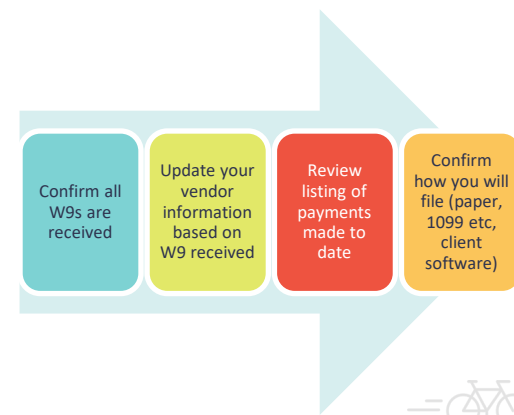 Confirm all
W9s are
received
Update your
vendor
information
based on
W9 received
Review
listing of
payments
made to
date
Confirm
how you will
file (paper,
1099 etc,
client
software)